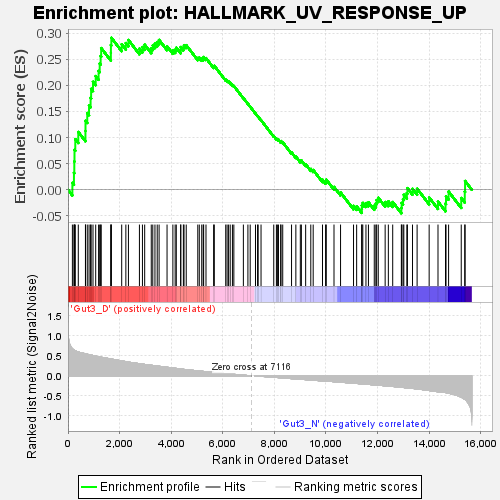 Enrichment plot: HALLMARK_UV_RESPONSE_UP
Enrichment score (ES)
0.30
0.25
0.20
0.15
0.10
0.05
0.00
-0.05
'Gut3_D' (positively correlated)
Ranked list metric (Signal2Noise)
1.5
1.0
0.5
0.0
-0.5
-1.0
Zero cross at 7116
'Gut3_N' (negatively correlated)
0
2,000
4,000
6,000
8,000
10,000
12,000
14,000
16,000
Rank in Ordered Dataset
Enrichment profile
Hits
Ranking metric scores